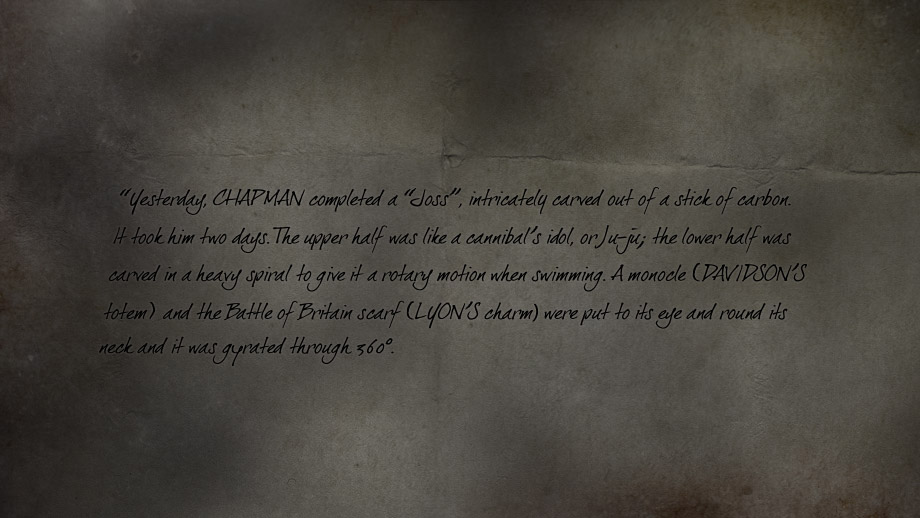 "Yesterday, CHAPMAN completed a "Joss", intricately carved out of a stick of carbon.
It took him two days. The upper half was like a cannibal's idol, or Ju-ju; the lower half was
carved in a heavy spiral to give it a rotary motion when swimming. A monocle (DAVIDSON'S
totem) and the Battle of Britain scarf (LYON'S charm) were put to its eye and round its
neck and it was gyrated through 360°.